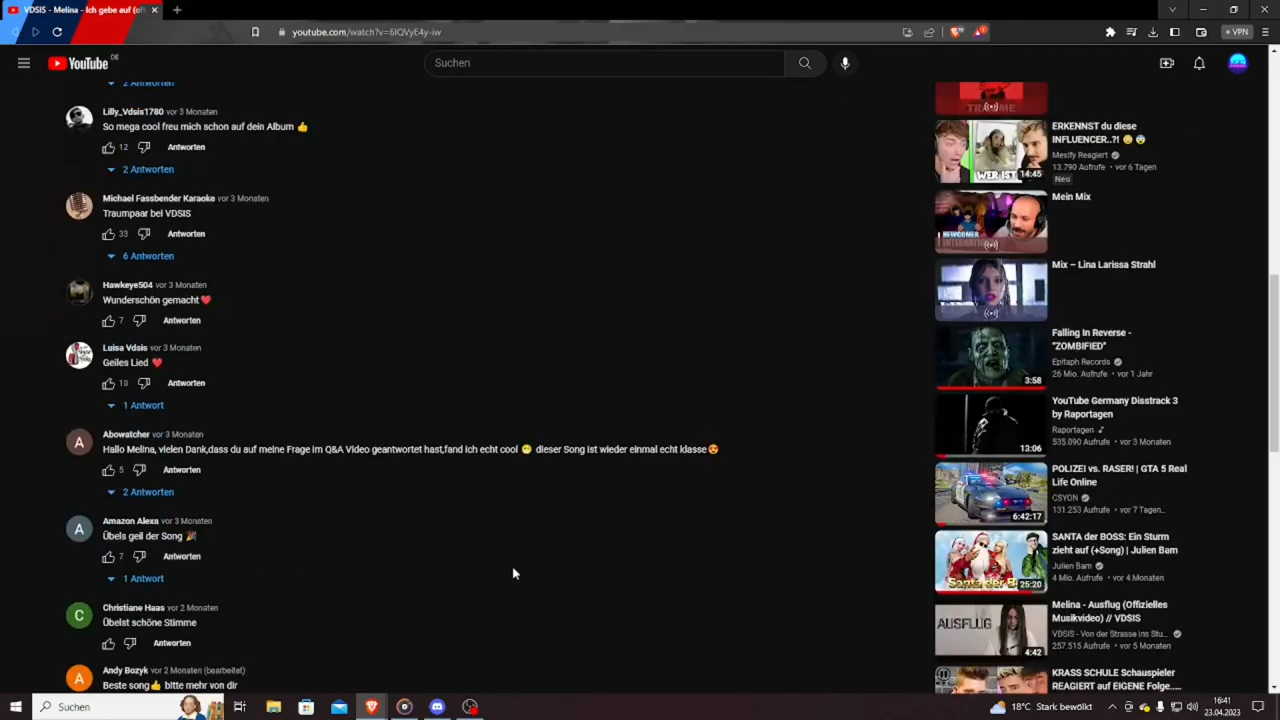 VDSIS - Melina - Ich gebe auf (of
youtube.com/watch?v=6IQVyE4y-iw
VPN
YouTube DE
Suchen
2 Antworten
Lilly_Vdsis1780 vor 3 Monaten
So mega cool freu mich schon auf dein Album 👍
12 Antworten
2 Antworten
Michael Fassbender Karaoke vor 3 Monaten
Traumpaar bei VDSIS
33 Antworten
6 Antworten
Hawkeye504 vor 3 Monaten
Wunderschön gemacht❤️
7 Antworten
Luisa Vdsis vor 3 Monaten
Geiles Lied ❤️
10 Antworten
1 Antwort
A
Abowatcher vor 3 Monaten
Hallo Melina, vielen Dank,dass du auf meine Frage im Q&A Video geantwortet hast,fand ich echt cool 😁 dieser Song ist wieder einmal echt klasse😍
5 Antworten
2 Antworten
A
Amazon Alexa vor 3 Monaten
Übels geil der Song 🎉
7 Antworten
1 Antwort
C
Christiane Haas vor 2 Monaten
Übelst schöne Stimme
Antworten
A
Andy Bozyk vor 2 Monaten (bearbeitet)
Beste song👍 bitte mehr von dir
TRÄUME
ERKENNST du diese
INFLUENCER..?! 😳😨
Mexify Reagiert
13.790 Aufrufe • vor 6 Tagen
Neu
WER IST 14:45
Mein Mix
NEWCOMER
INTERNATIO
Mix – Lina Larissa Strahl
Falling In Reverse -
"ZOMBIFIED"
Epitaph Records
26 Mio. Aufrufe • vor 1 Jahr
3:58
YouTube Germany Disstrack 3
by Raportagen
Raportagen
535.090 Aufrufe • vor 3 Monaten
13:06
POLIZEI vs. RASER! | GTA 5 Real
Life Online
CSYON
131.253 Aufrufe • vor 7 Tagen...
6:42:17
SANTA der BOSS: Ein Sturm
zieht auf (+Song) | Julien Bam
Julien Bam
4 Mio. Aufrufe • vor 4 Monaten
Santa der B 25:20
Melina - Ausflug (Offizielles
Musikvideo) // VDSIS
VDSIS - Von der Strasse ins Stu...
257.515 Aufrufe • vor 5 Monaten
AUSFLUG
4:42
KRASS SCHULE Schauspieler
REAGIERT auf EIGENE Folge.....
Suchen
18°C Stark bewölkt
16:41
23.04.2023